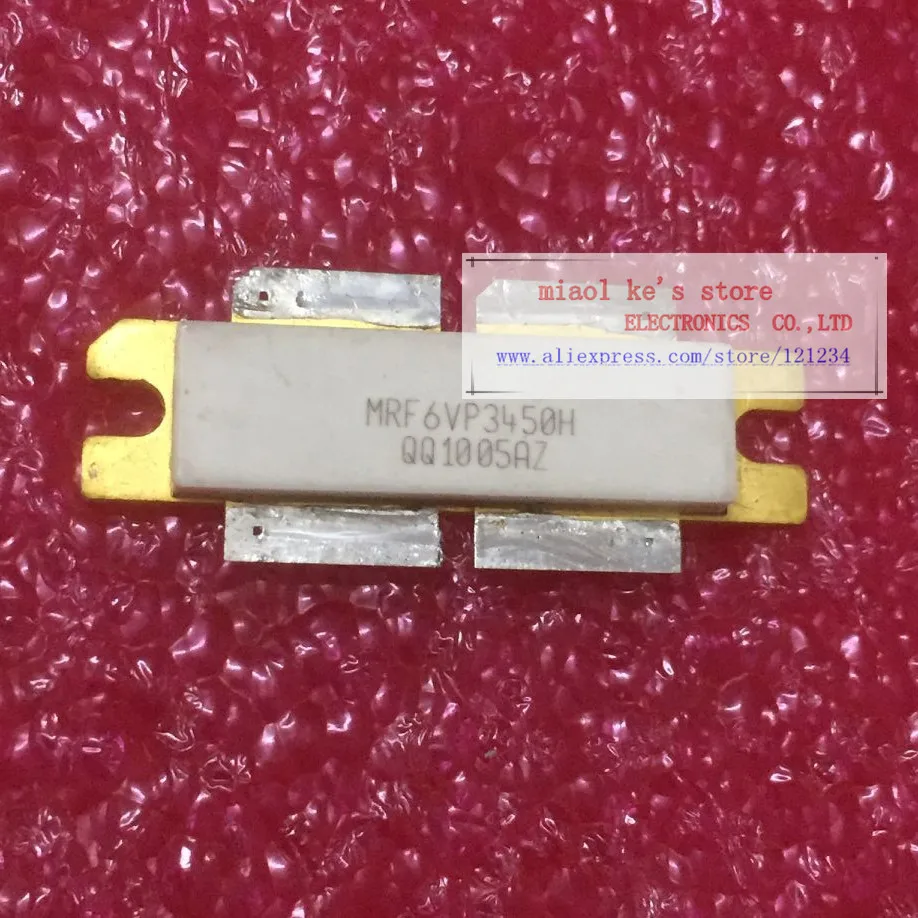 miaol ke's store
ELECTRONICS CO.,LTD
www.aliexpress.com/store/121234
MRF6VP3450H
QQ1005AZ